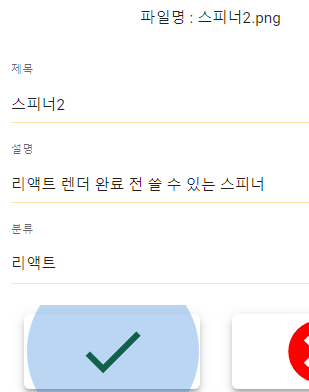 파일명 : 스피너2.png
제목
스피너2
설명
리액트 렌더 완료 전 쓸 수 있는 스피너
분류
리액트